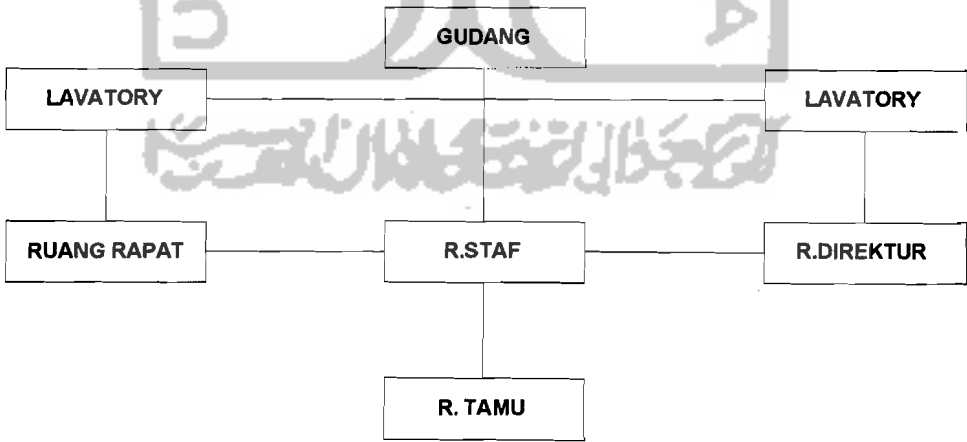 GUDANG
LAVATORY
LAVATORY
RUANG RAPAT
R.STAF
R.DIREKTUR
R. TAMU